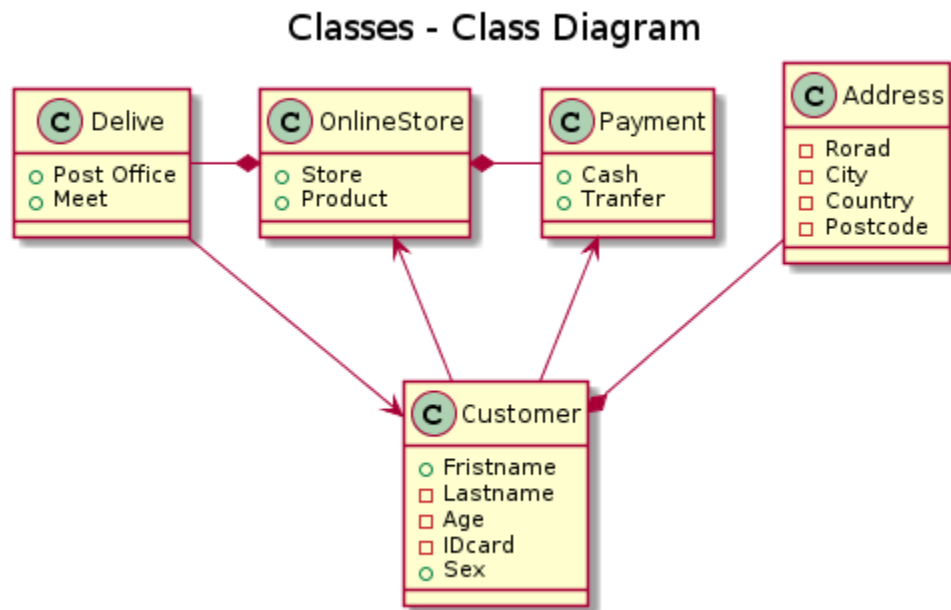 Classes - Class Diagram
C Delive
Post Office
Meet
C OnlineStore
Store
Product
C Payment
Cash
Tranfer
C Address
Rorad
City
Country
Postcode
C Customer
Fristname
Lastname
Age
IDcard
Sex